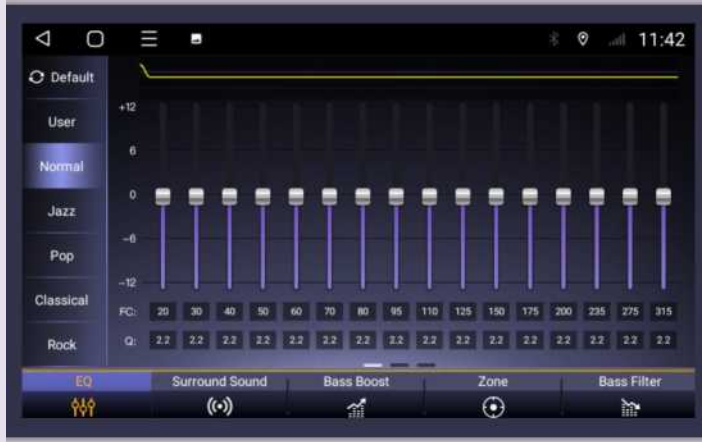 11:42
Default
User
Normal
Jazz
Pop
Classical
Rock
+12
6
0
-6
-12
FC: 20 30 40 50 60 70 80 95 110 125 150 175 200 235 275 315
Q: 2.2 2.2 2.2 2.2 2.2 2.2 2.2 2.2 2.2 2.2 2.2 2.2 2.2 2.2 2.2 2.2
EQ Surround Sound Bass Boost Zone Bass Filter